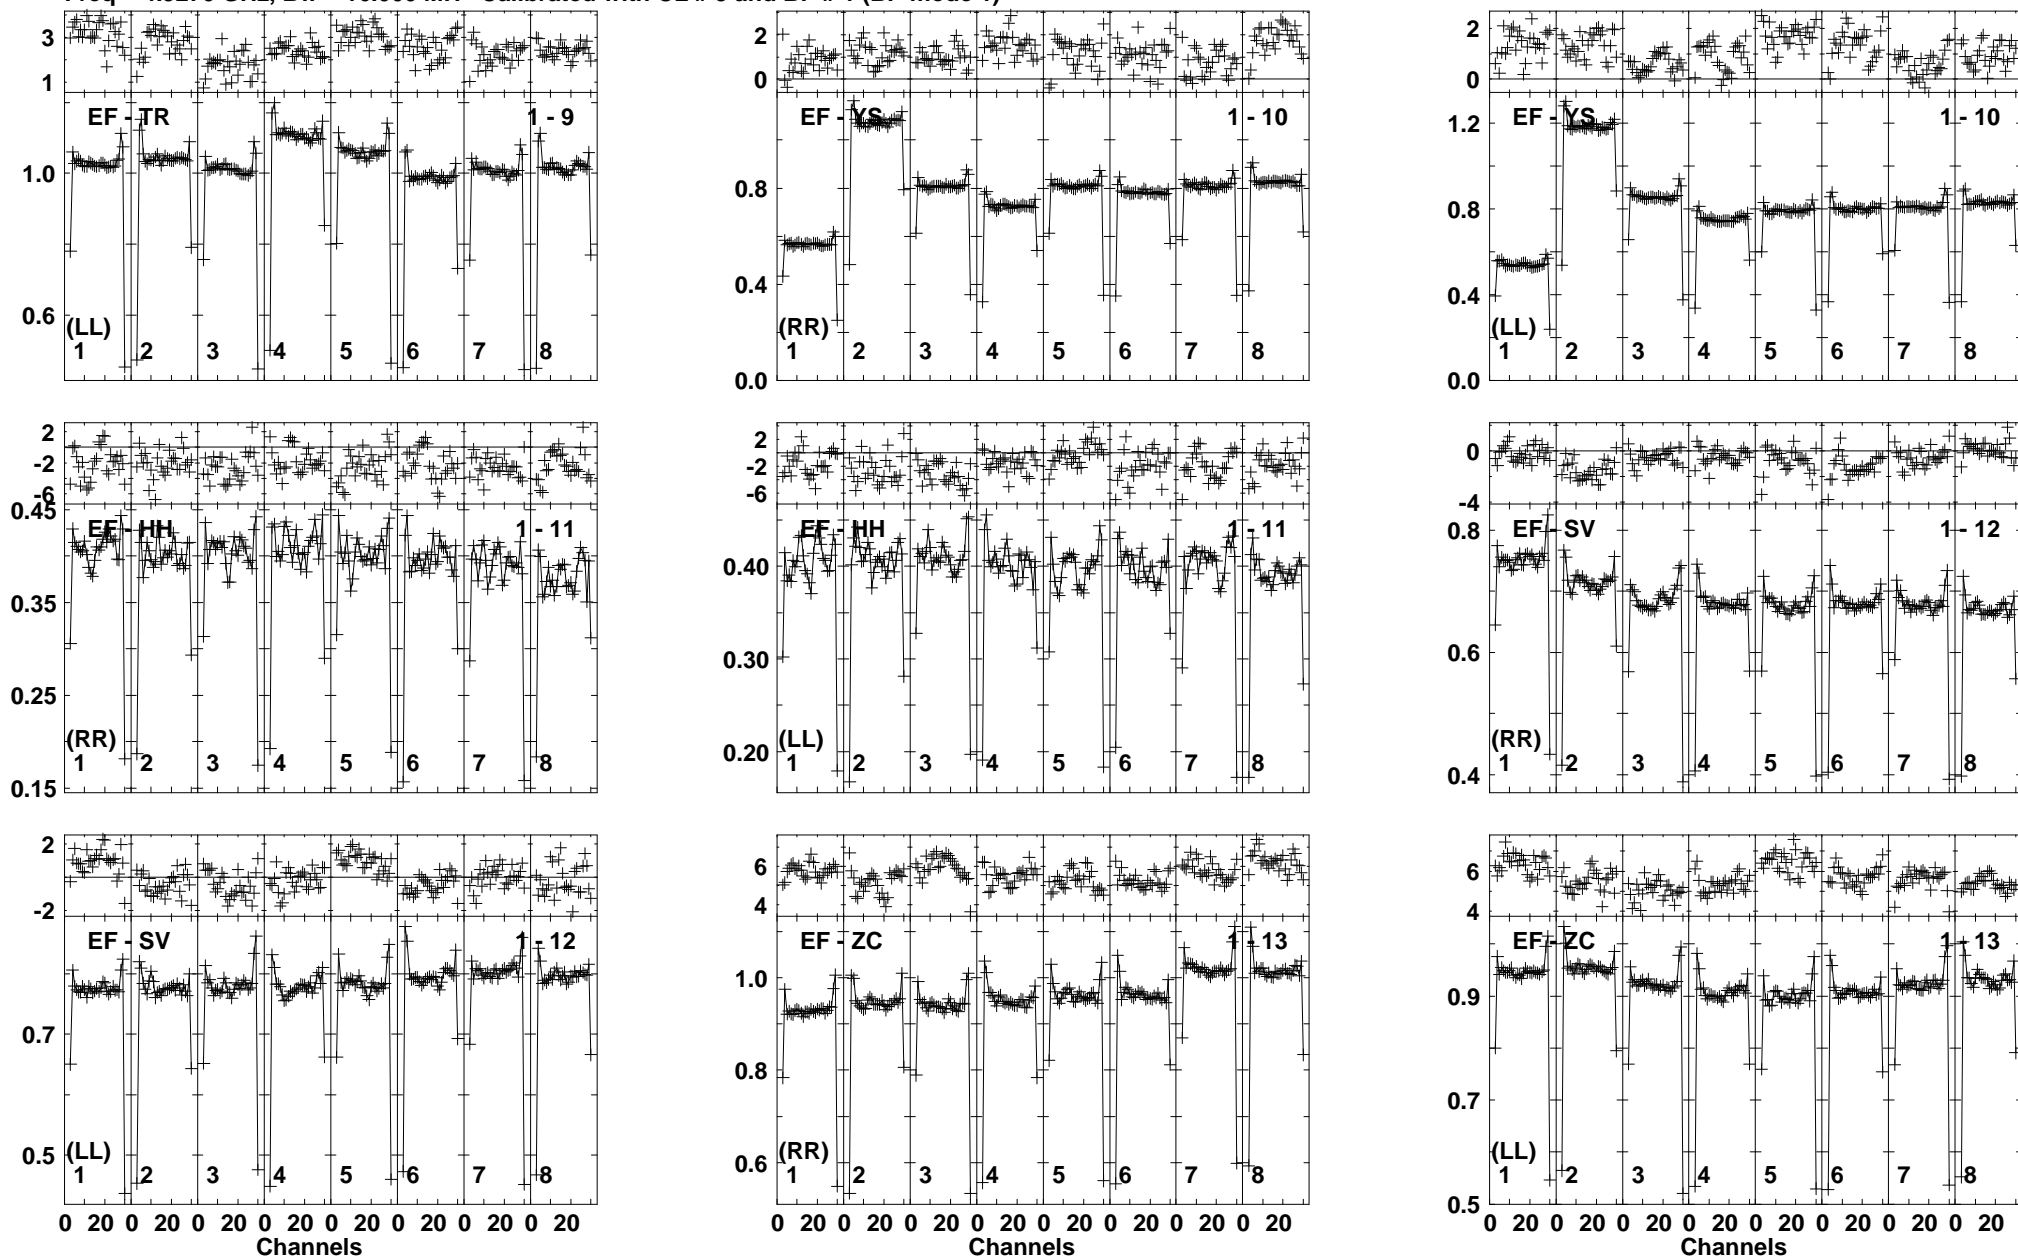 3
1
EF - TR 1 - 9
1.0
0.6
(LL)
1 2 3 4 5 6 7 8
2
0
EF - YS 1 - 10
0.8
0.4
0.0
(RR)
1 2 3 4 5 6 7 8
2
0
EF - YS 1 - 10
1.2
0.8
0.4
0.0
(LL)
1 2 3 4 5 6 7 8
2
-2
-6
0.45
EF - HH 1 - 11
0.35
0.25
0.15
(RR)
1 2 3 4 5 6 7 8
2
-2
-6
EF - HH 1 - 11
0.40
0.30
0.20
(LL)
1 2 3 4 5 6 7 8
0
-4
0.8
EF - SV 1 - 12
0.6
0.4
(RR)
1 2 3 4 5 6 7 8
2
-2
EF - SV 1 - 12
0.7
0.5
(LL)
1 2 3 4 5 6 7 8
0 20 0 20 0 20 0 20 0 20 0 20 0 20 0 20
Channels
6
4
EF - ZC 1 - 13
1.0
0.8
0.6
(RR)
1 2 3 4 5 6 7 8
0 20 0 20 0 20 0 20 0 20 0 20 0 20 0 20
Channels
6
4
EF - ZC 1 - 13
0.9
0.7
0.5
(LL)
1 2 3 4 5 6 7 8
0 20 0 20 0 20 0 20 0 20 0 20 0 20 0 20
Channels